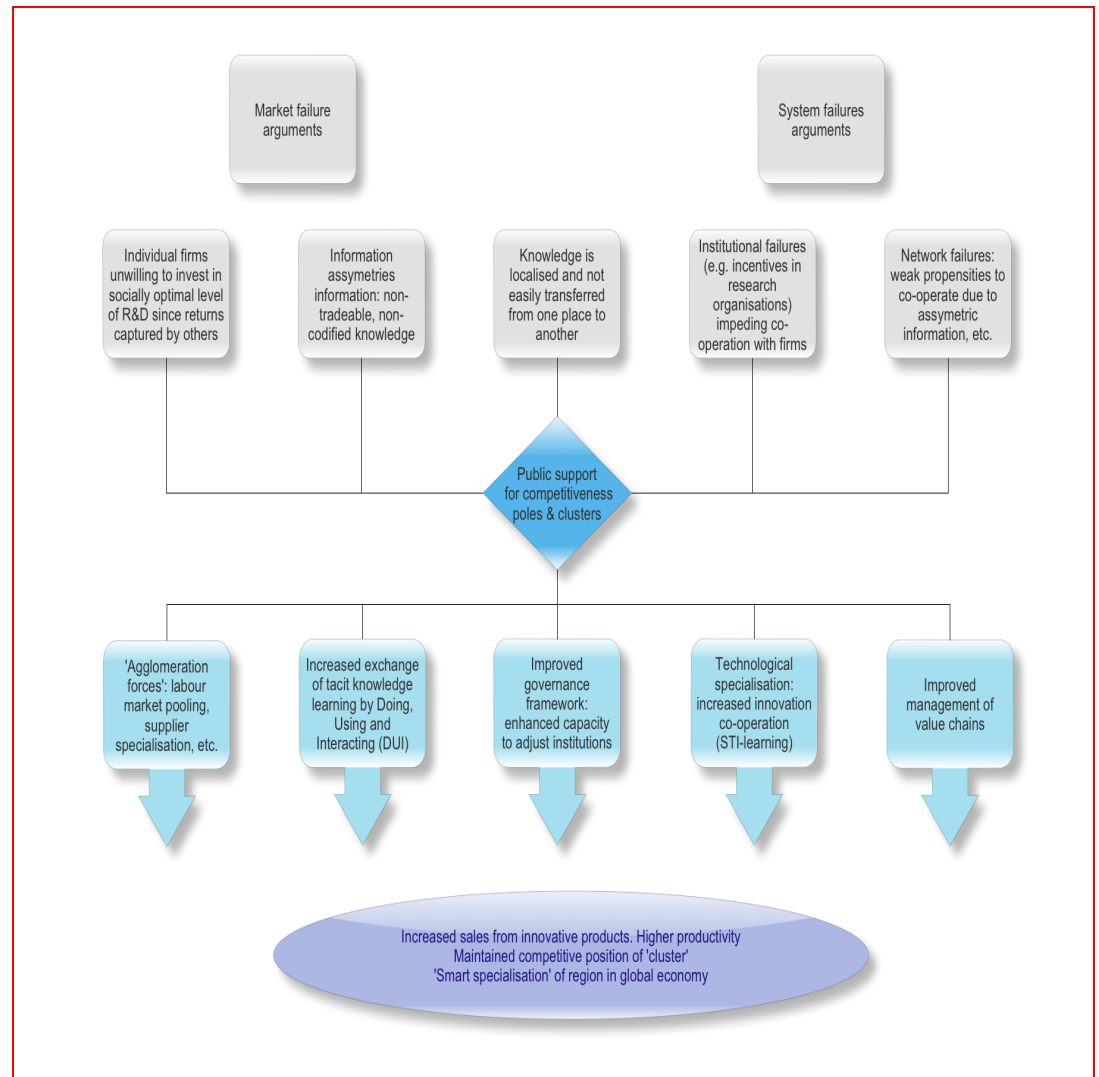 Market failure
arguments
System failures
arguments
Individual firms
unwilling to invest in
socially optimal level
of R&D since returns
captured by others
Information
assymetries
information: non-
tradeable, non-
codified knowledge
Knowledge is
localised and not
easily transferred
from one place to
another
Institutional failures
(e.g. incentives in
research
organisations)
impeding co-
operation with firms
Network failures:
weak propensities to
co-operate due to
assymetric
information, etc.
Public support
for competitiveness
poles & clusters
'Agglomeration
forces': labour
market pooling,
supplier
specialisation, etc.
Increased exchange
of tacit knowledge
learning by Doing,
Using and
Interacting (DUI)
Improved
governance
framework:
enhanced capacity
to adjust institutions
Technological
specialisation:
increased innovation
co-operation
(STI-learning)
Improved
management of
value chains
Increased sales from innovative products. Higher productivity
Maintained competitive position of 'cluster'
'Smart specialisation' of region in global economy